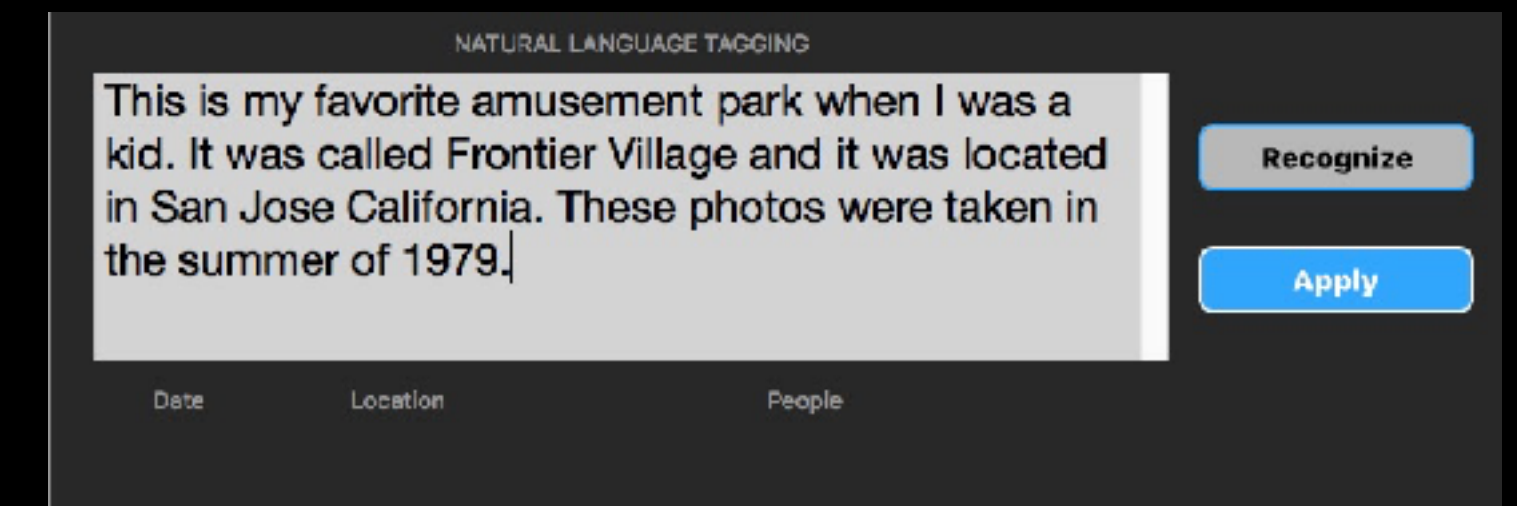 NATURAL LANGUAGE TAGGING
This is my favorite amusement park when I was a
kid. It was called Frontier Village and it was located
in San Jose California. These photos were taken in
the summer of 1979.
Recognize
Apply
Date Location People